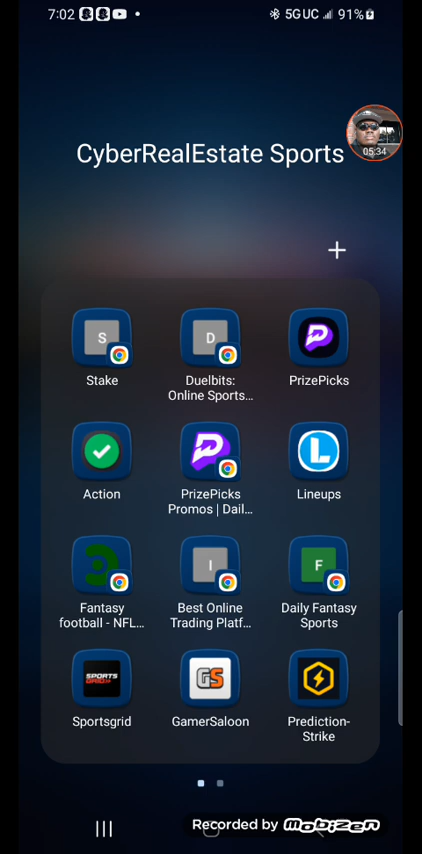 7:02
5G UC
91%
CyberRealEstate Sports
05:34
+
S
D
Stake
Duelbits:
Online Sports...
PrizePicks
L
Action
PrizePicks
Promos | Dail...
Lineups
I
F
Fantasy
football - NFL...
Best Online
Trading Platf...
Daily Fantasy
Sports
SPORTS
GRID
GS
Sportsgrid
GamerSaloon
Prediction-
Strike
Recorded by mobizen